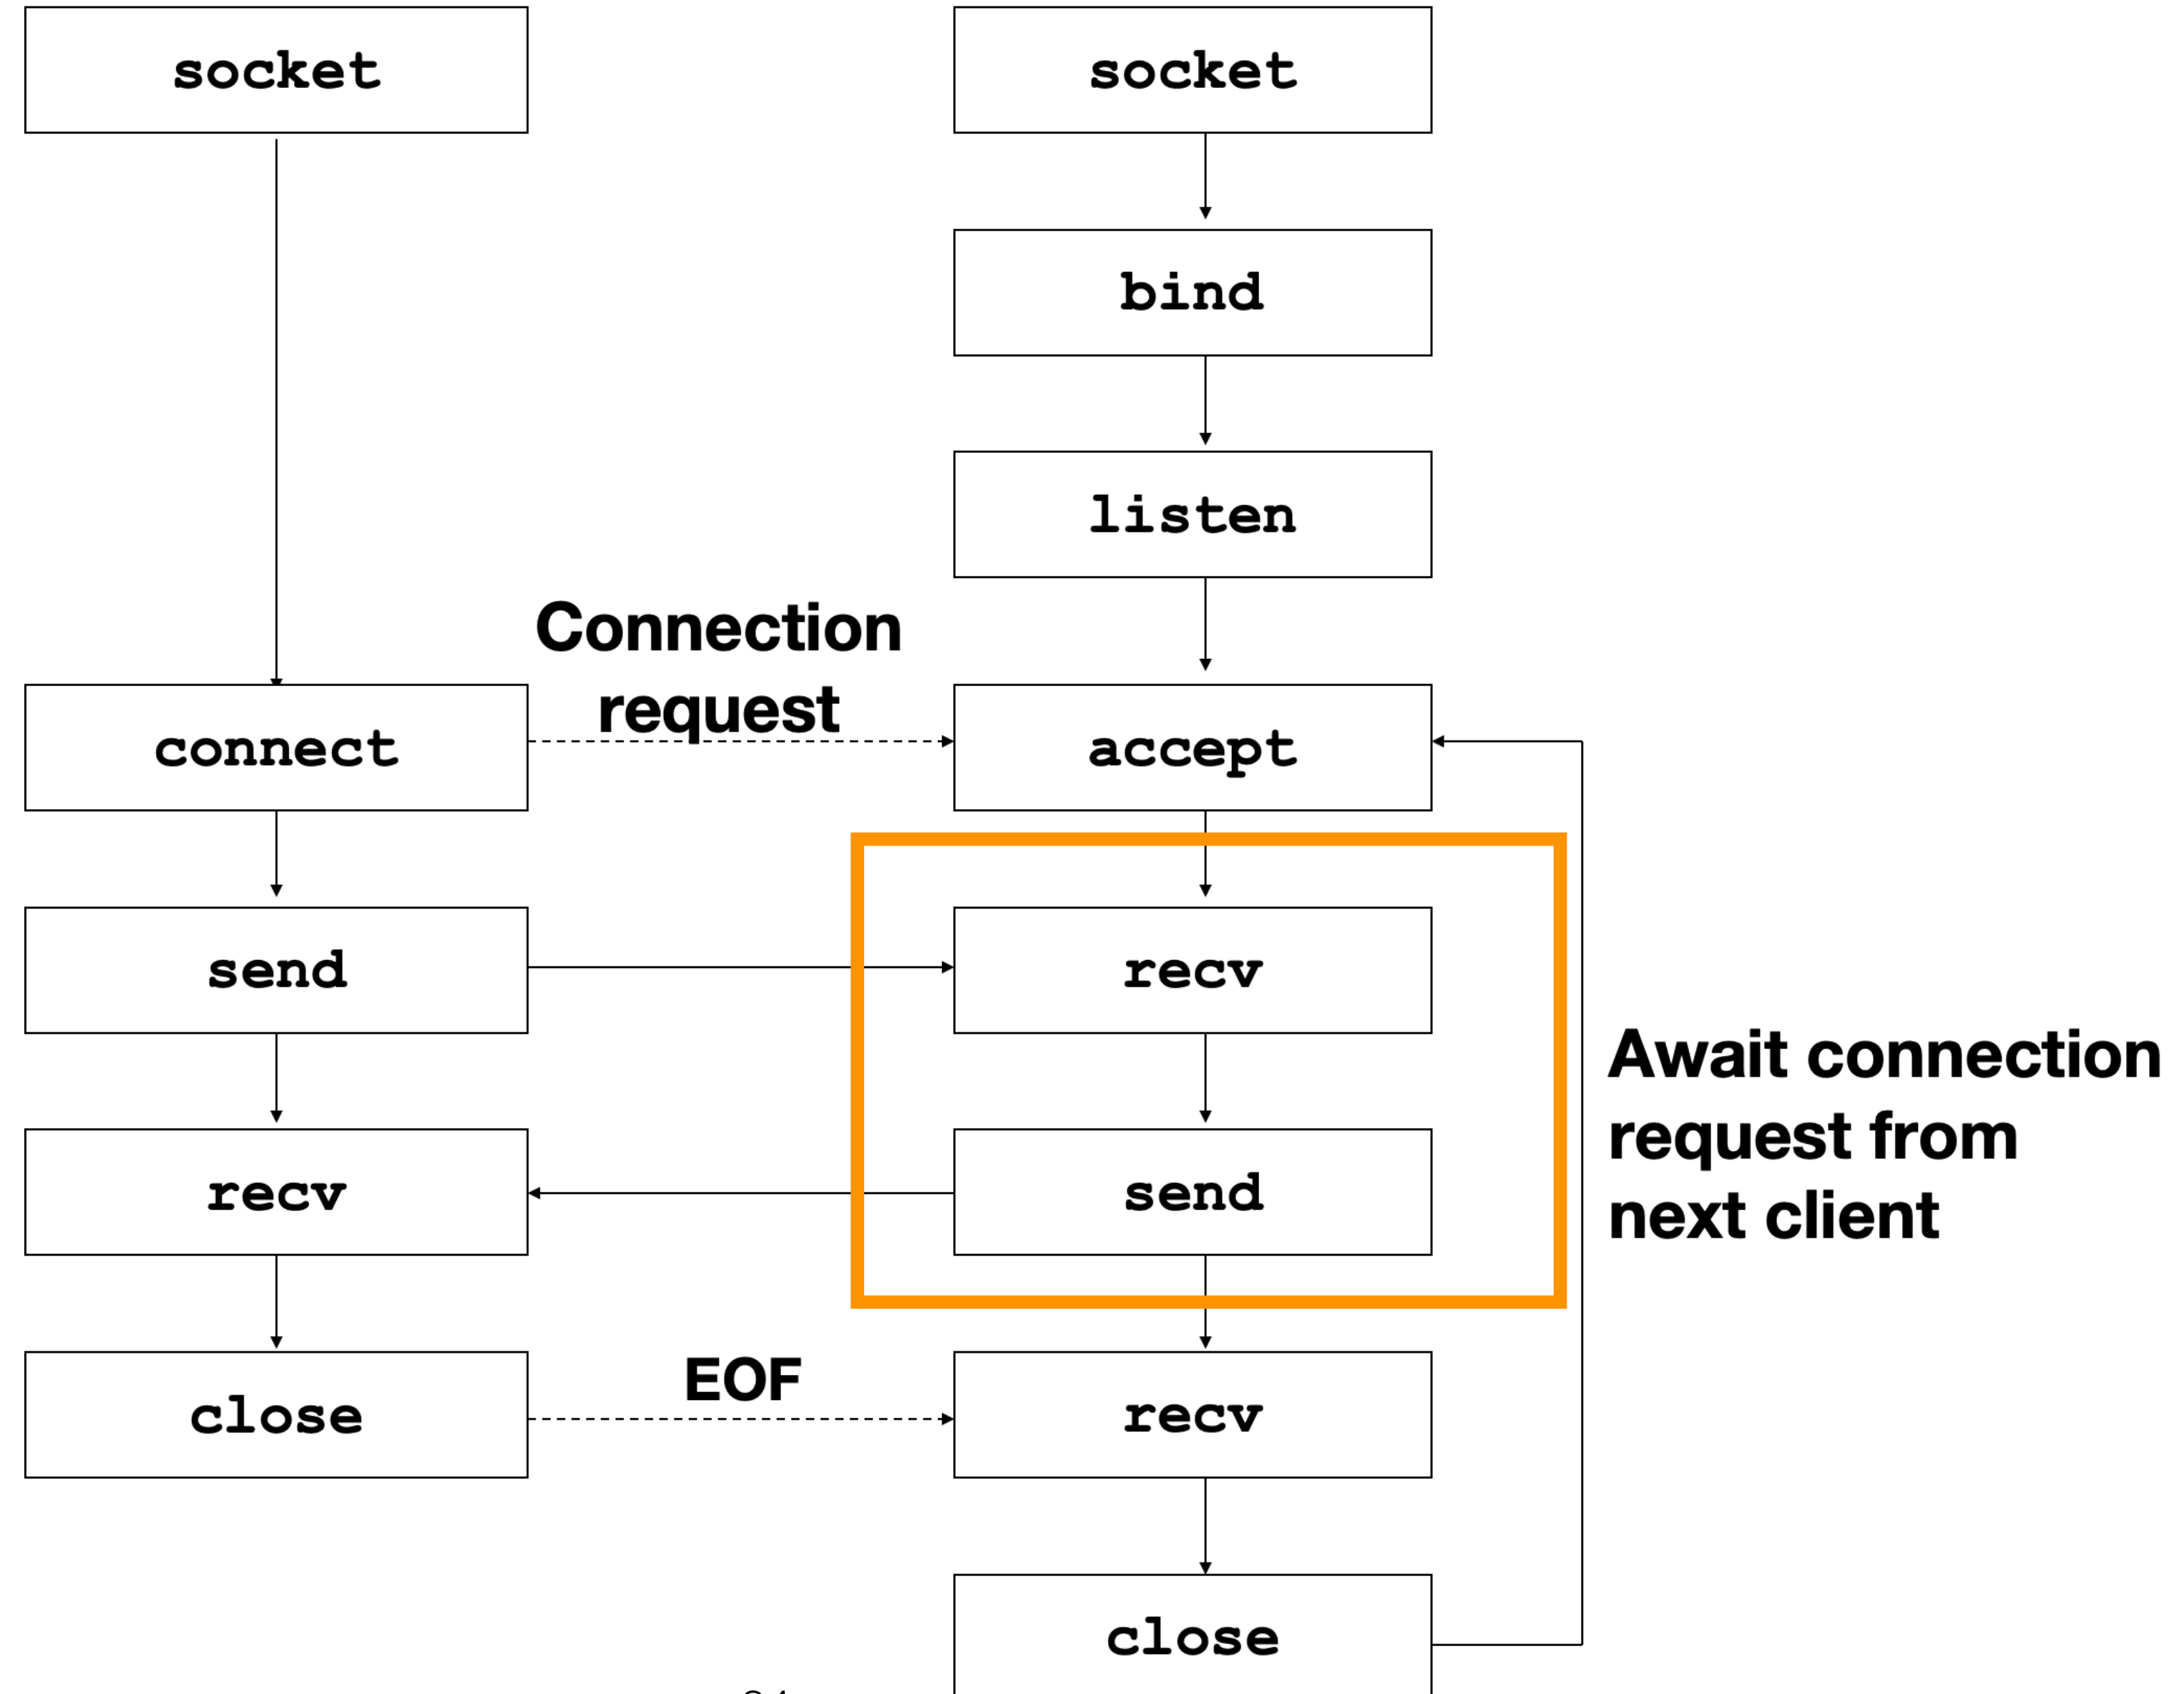 socket
socket
bind
listen
Connection
request
connect
accept
send
recv
Await connection
request from
next client
recv
send
EOF
close
recv
close